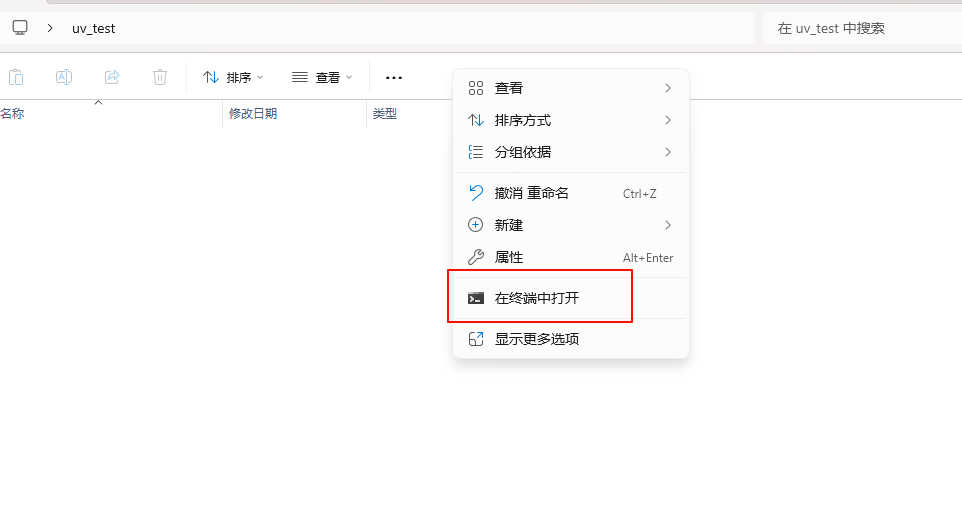 uv_test
在 uv_test 中搜索
排序
查看
名称
修改日期
类型
查看
排序方式
分组依据
撤消 重命名 Ctrl+Z
新建
属性 Alt+Enter
在终端中打开
显示更多选项